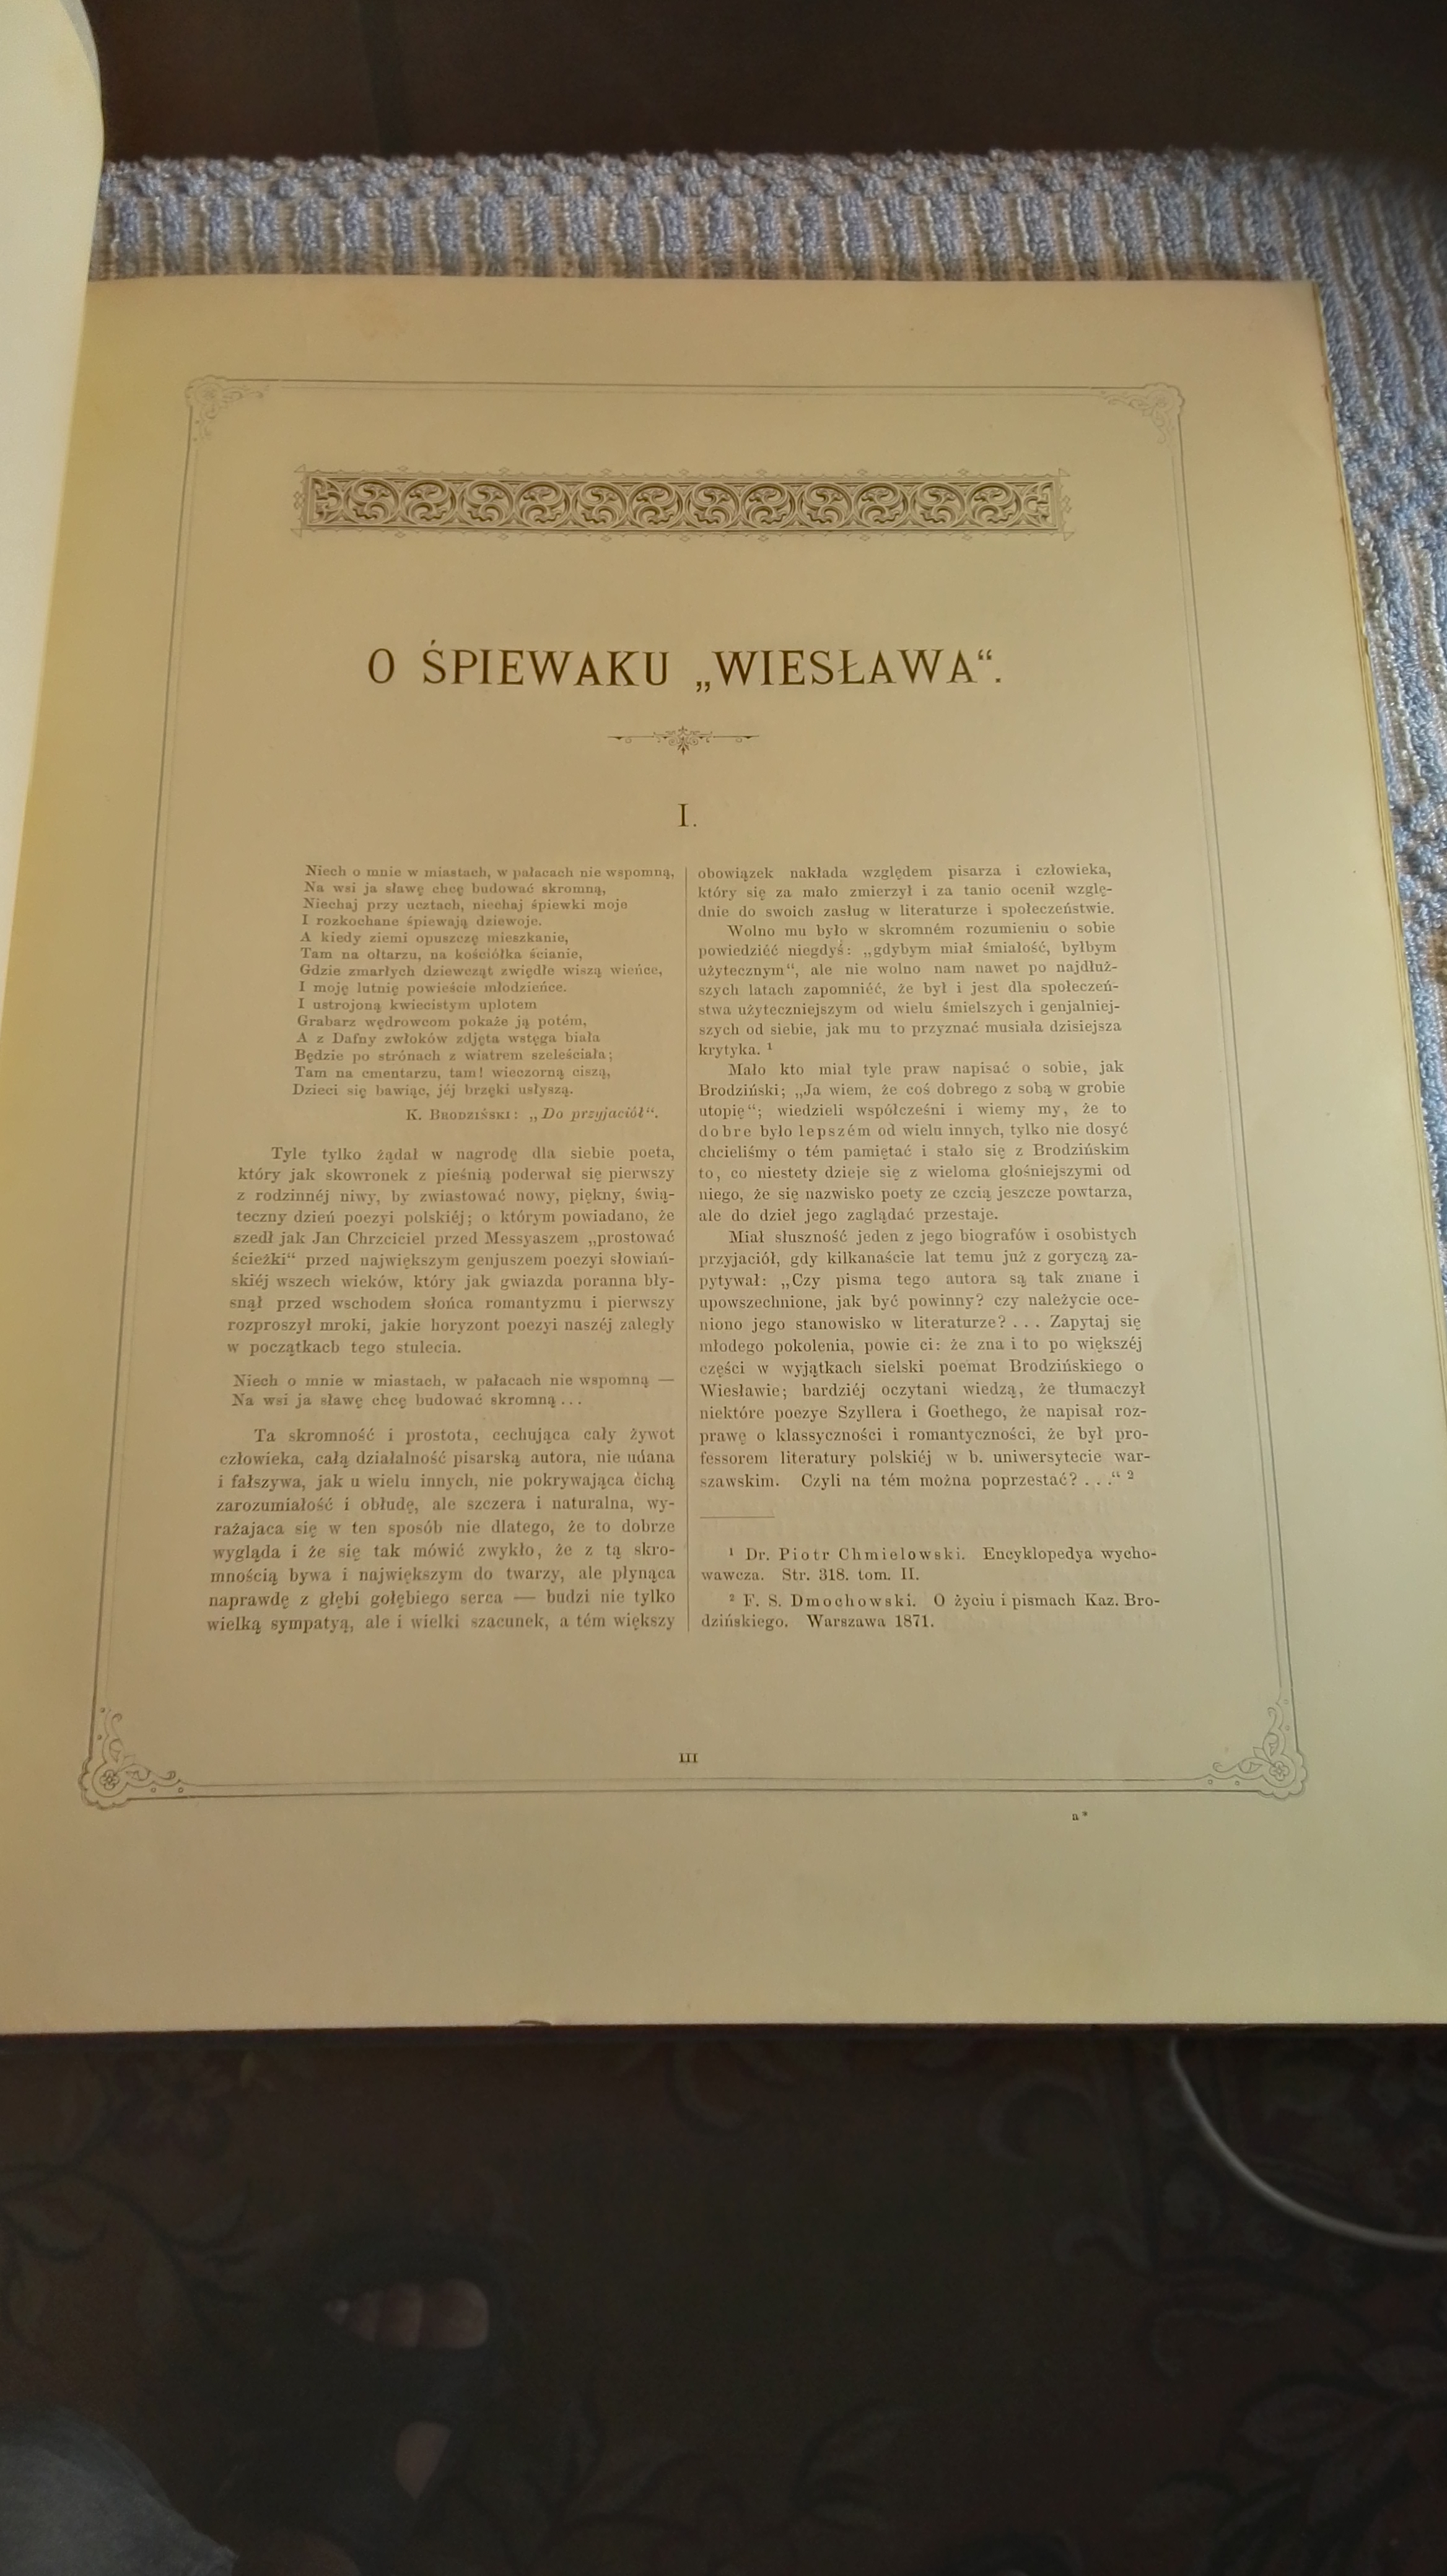 O ŚPIEWAKU „WIESŁAWA“.
I.
Niech o mnie w miastach, w pałacach nie wspomną,
Na wsi ja sławę chcę budować skromną,
Niechaj przy ucztach, niechaj śpiewki moje
I rozkochane śpiewają dziewoje.
A kiedy ziemi opuszczę mieszkanie,
Tam na ołtarzu, na kościółka ścianie,
Gdzie zmarłych dziewcząt zwiędłe wiszą wieńce,
I moję lutnię powieście młodzieńce.
I ustrojoną kwiecistym uplotem
Grabarz wędrowcom pokaże ją potém,
A z Dafny zwłoków zdjęta wstęga biała
Będzie po strónach z wiatrem szeleściała;
Tam na cmentarzu, tam! wieczorną ciszą,
Dzieci się bawiąc, jéj brzęki usłyszą.
K. Brodziński: „Do przyjaciół“.
Tyle tylko żądał w nagrodę dla siebie poeta,
który jak skowronek z pieśnią poderwał się pierwszy
z rodzinnéj niwy, by zwiastować nowy, piękny, świą-
teczny dzień poezyi polskiéj; o którym powiadano, że
szedł jak Jan Chrzciciel przed Messyaszem „prostować
ścieżki“ przed największym genjuszem poezyi słowiań-
skiéj wszech wieków, który jak gwiazda poranna bły-
snął przed wschodem słońca romantyzmu i pierwszy
rozproszył mroki, jakie horyzont poezyi naszéj zaległy
w początkach tego stulecia.
Niech o mnie w miastach, w pałacach nie wspomną —
Na wsi ja sławę chcę budować skromną . . .
Ta skromność i prostota, cechująca cały żywot
człowieka, całą działalność pisarską autora, nie udana
i fałszywa, jak u wielu innych, nie pokrywająca cichą
zarozumiałość i obłudę, ale szczera i naturalna, wy-
rażajaca się w ten sposób nie dlatego, że to dobrze
wygląda i że się tak mówić zwykło, że z tą skro-
mnością bywa i największym do twarzy, ale płynąca
naprawdę z głębi gołębiego serca — budzi nie tylko
wielką sympatyą, ale i wielki szacunek, a tém większy
obowiązek nakłada względem pisarza i człowieka,
który się za mało zmierzył i za tanio ocenił wzglę-
dnie do swoich zasług w literaturze i społeczeństwie.
Wolno mu było w skromném rozumieniu o sobie
powiedziéć niegdyś: „gdybym miał śmiałość, byłbym
użytecznym“, ale nie wolno nam nawet po najdłuż-
szych latach zapomniéć, że był i jest dla społeczeń-
stwa użyteczniejszym od wielu śmielszych i genjalniej-
szych od siebie, jak mu to przyznać musiała dzisiejsza
krytyka. ¹
Mało kto miał tyle praw napisać o sobie, jak
Brodziński; „Ja wiem, że coś dobrego z sobą w grobie
utopię“; wiedzieli współcześni i wiemy my, że to
dobre było lepszém od wielu innych, tylko nie dosyć
chcieliśmy o tém pamiętać i stało się z Brodzińskim
to, co niestety dzieje się z wieloma głośniejszymi od
niego, że się nazwisko poety ze czcią jeszcze powtarza,
ale do dzieł jego zaglądać przestaje.
Miał słuszność jeden z jego biografów i osobistych
przyjaciół, gdy kilkanaście lat temu już z goryczą za-
pytywał: „Czy pisma tego autora są tak znane i
upowszechnione, jak być powinny? czy należycie oce-
niono jego stanowisko w literaturze? . . . Zapytaj się
młodego pokolenia, powie ci: że zna i to po większéj
części w wyjątkach sielski poemat Brodzińskiego o
Wiesławie; bardziéj oczytani wiedzą, że tłumaczył
niektóre poezye Szyllera i Goethego, że napisał roz-
prawę o klassyczności i romantyczności, że był pro-
fessorem literatury polskiéj w b. uniwersytecie war-
szawskim. Czyli na tém można poprzestać? . . .“ ²
¹ Dr. Piotr Chmielowski. Encyklopedya wycho-
wawcza. Str. 318. tom. II.
² F. S. Dmochowski. O życiu i pismach Kaz. Bro-
dzińskiego. Warszawa 1871.
III
a*